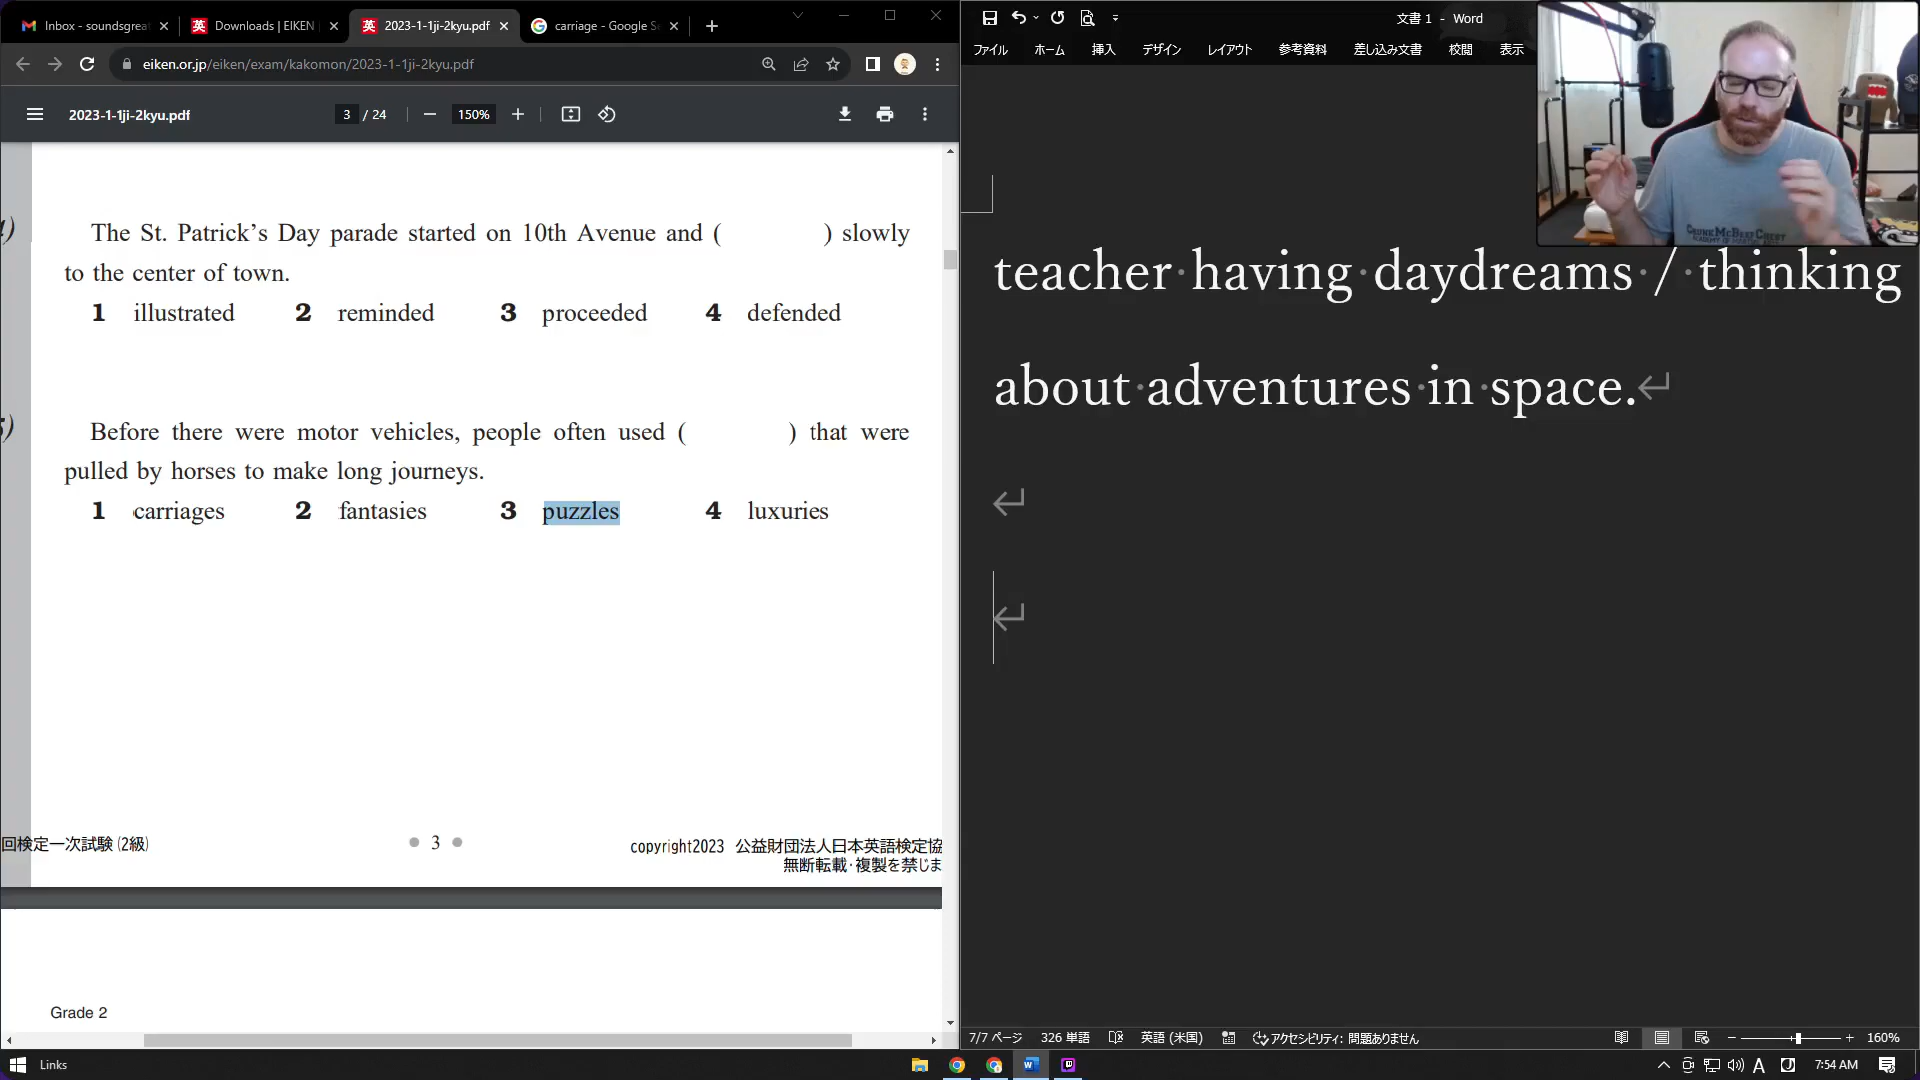 Inbox - soundsgrea
Downloads | EIKEN
2023-1-1ji-2kyu.pdf
carriage - Google Se
eiken.or.jp/eiken/exam/kakomon/2023-1-1ji-2kyu.pdf
2023-1-1ji-2kyu.pdf
3 / 24
150%
The St. Patrick's Day parade started on 10th Avenue and (          ) slowly
to the center of town.
1 illustrated 2 reminded 3 proceeded 4 defended
Before there were motor vehicles, people often used (          ) that were
pulled by horses to make long journeys.
1 carriages 2 fantasies 3 puzzles 4 luxuries
回検定一次試験(2級)
● 3 ●
copyright2023 公益財団法人日本英語検定協
無断転載・複製を禁じま
Grade 2
Links
文書 1 - Word
ファイル ホーム 挿入 デザイン レイアウト 参考資料 差し込み文書 校閲 表示
teacher having daydreams / thinking
about adventures in space.
7/7 ページ 326 単語 英語 (米国) アクセシビリティ: 問題ありません 160%
A
7:54 AM